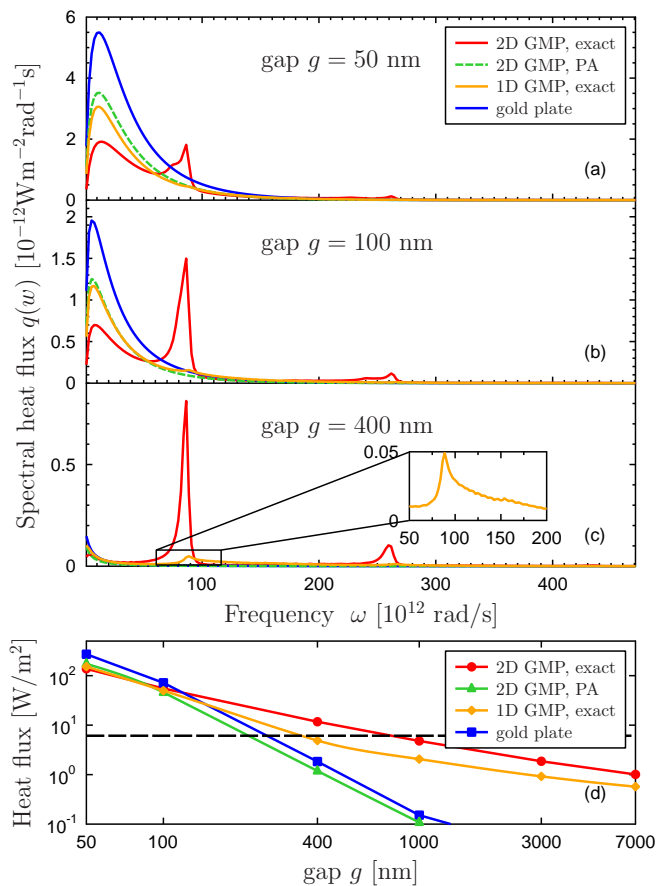 Spectral heat flux q(w) [10⁻¹²Wm⁻²rad⁻¹s]
6
4
2
0
gap g = 50 nm
2D GMP, exact
2D GMP, PA
1D GMP, exact
gold plate
(a)
2
1.5
1
0.5
0
gap g = 100 nm
(b)
0.5
0
gap g = 400 nm
0.05
0
50 100 150 200
(c)
100 200 300 400
Frequency ω [10¹² rad/s]
Heat flux [W/m²]
10²
10¹
10⁰
10⁻¹
2D GMP, exact
2D GMP, PA
1D GMP, exact
gold plate
(d)
50 100 400 1000 3000 7000
gap g [nm]